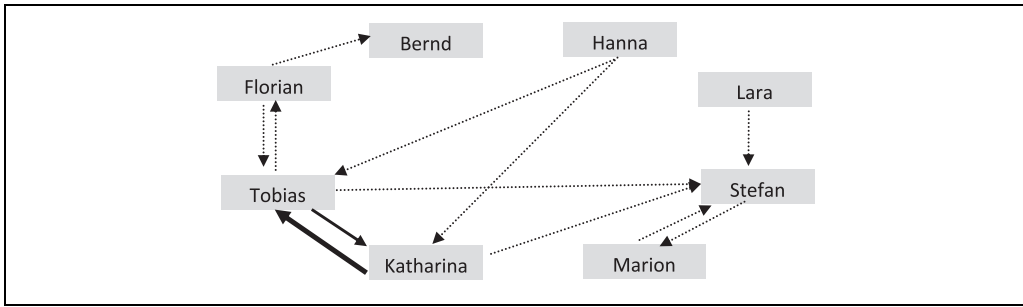 Bernd
Hanna
Florian
Lara
Tobias
Stefan
Katharina
Marion